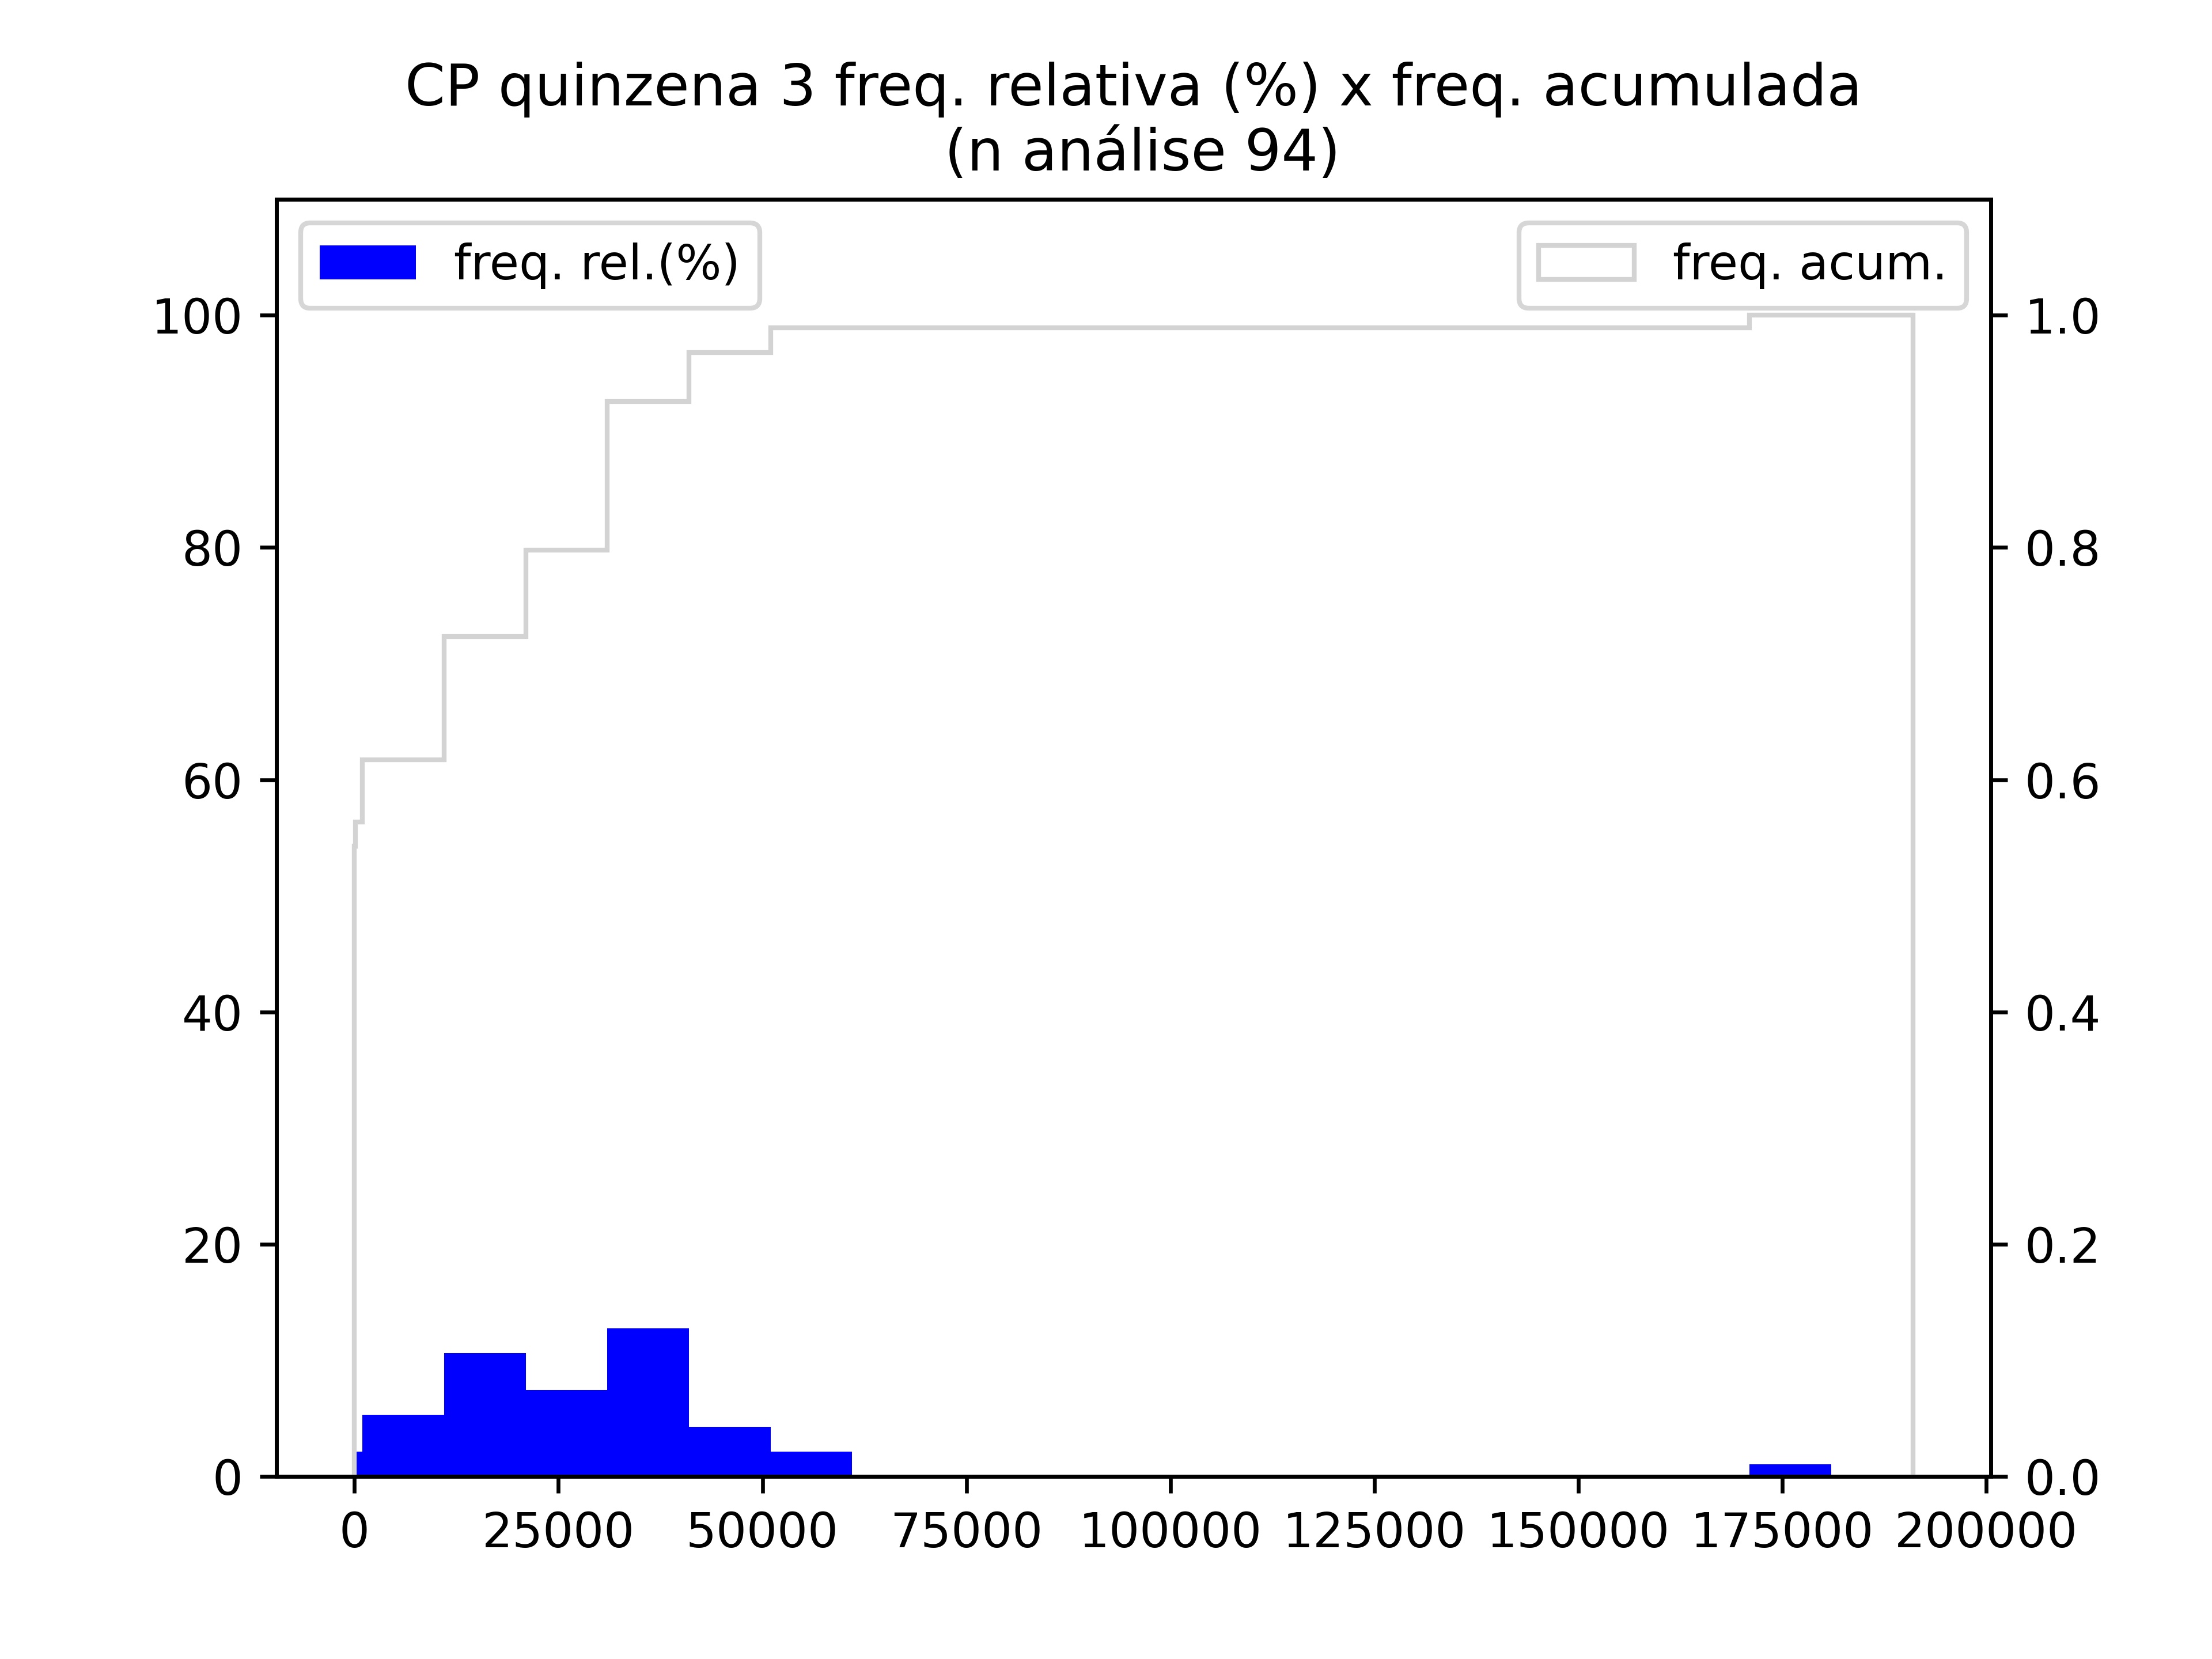 CP quinzena 3 freq. relativa (%) x freq. acumulada
(n análise 94)
freq. rel.(%)
freq. acum.
100
80
60
40
20
0
1.0
0.8
0.6
0.4
0.2
0.0
0 25000 50000 75000 100000 125000 150000 175000 200000